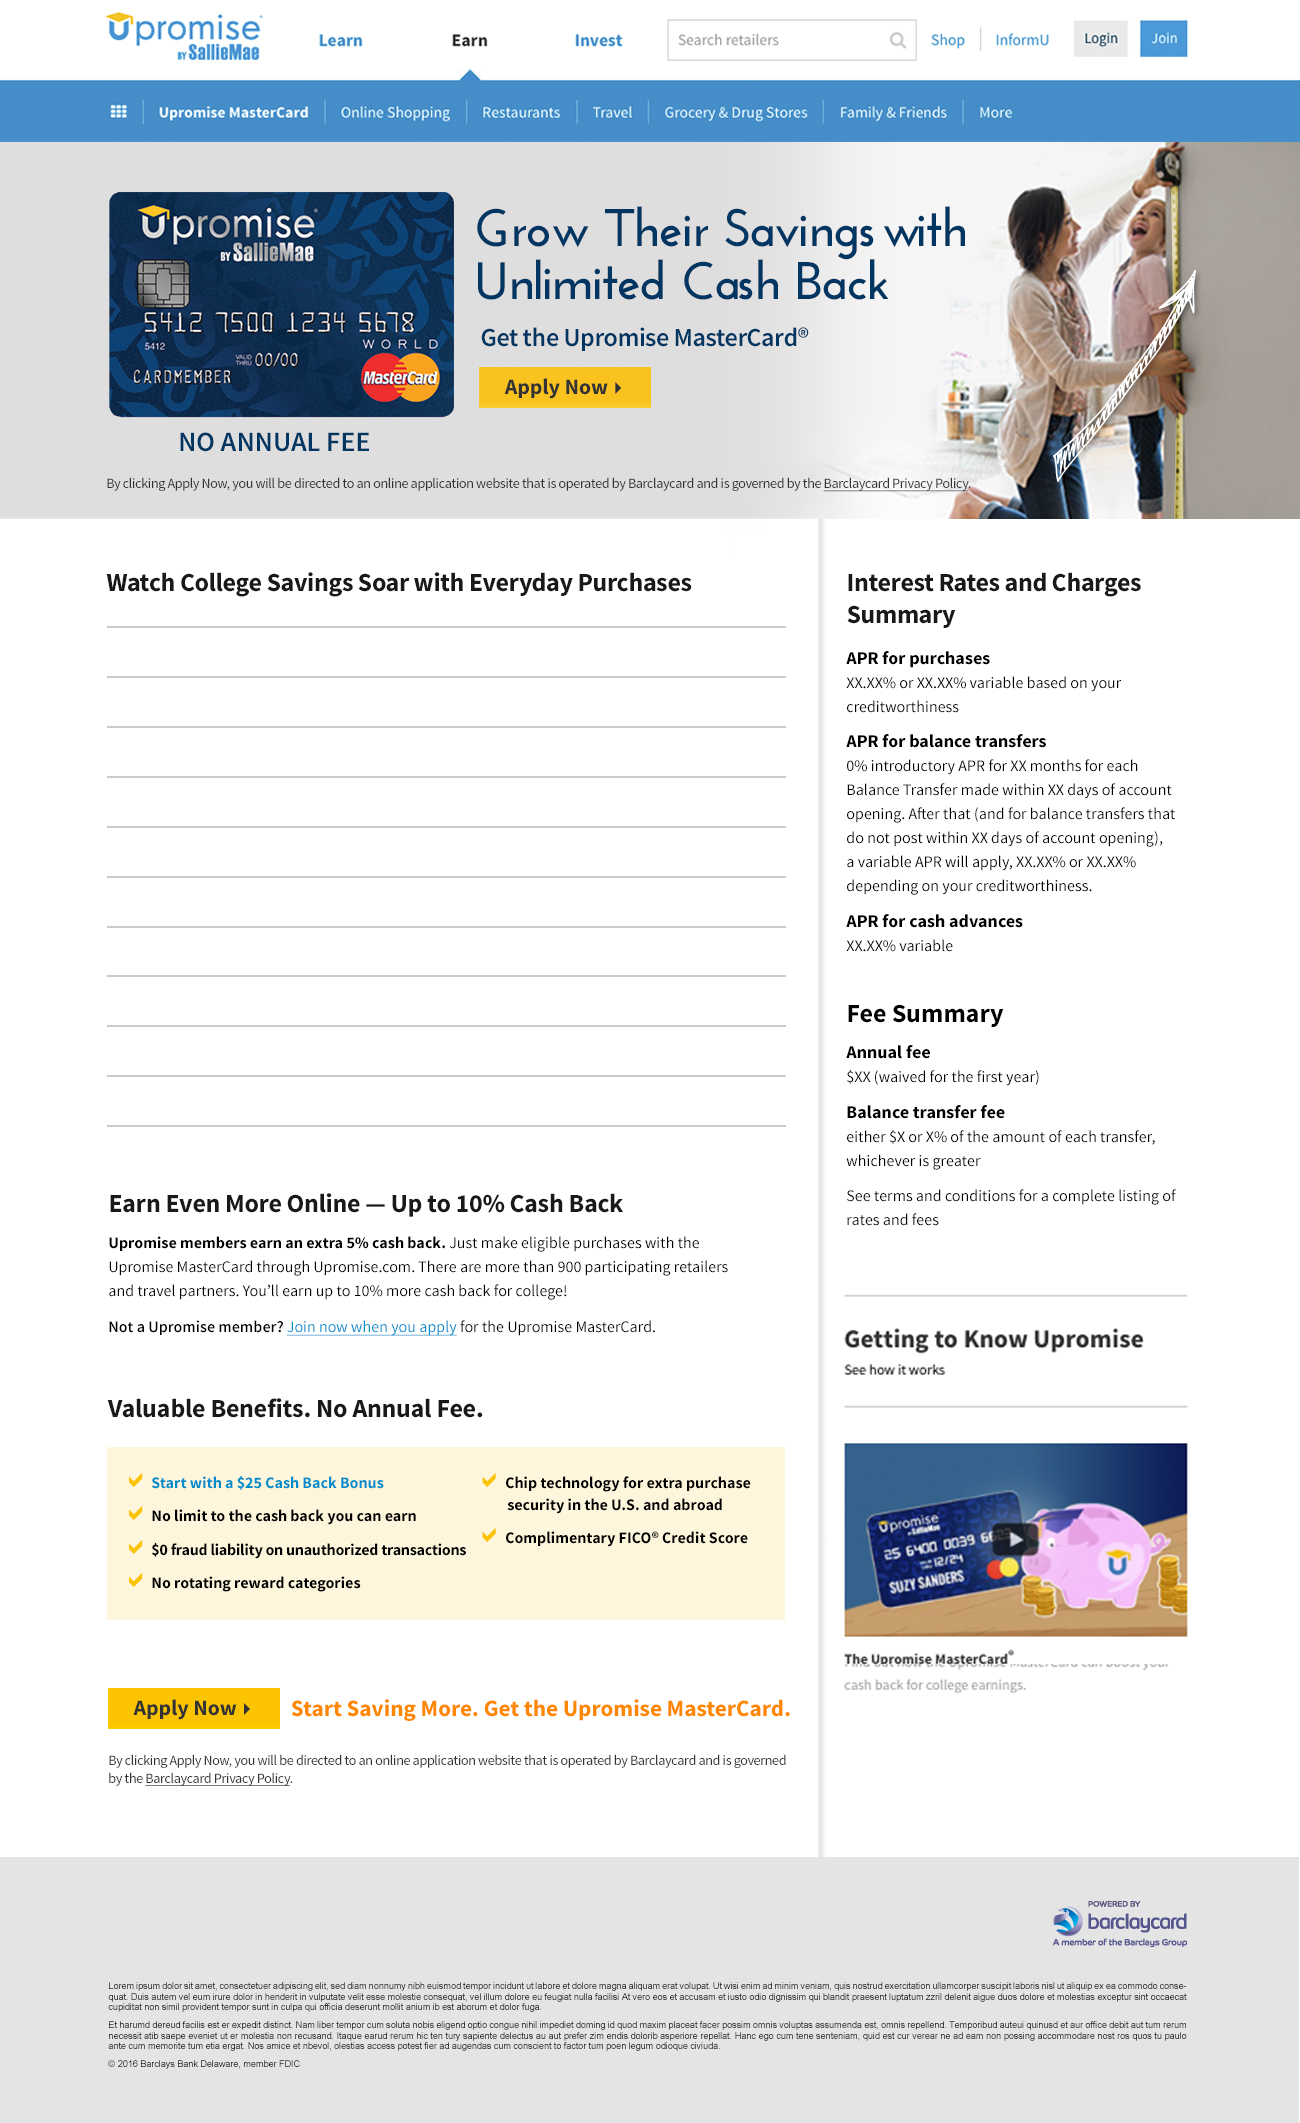 Upromise
BY SallieMae
Learn
Earn
Invest
Search retailers
Shop
InformU
Login
Join
Upromise MasterCard
Online Shopping
Restaurants
Travel
Grocery & Drug Stores
Family & Friends
More
Upromise
BY SallieMae
5412 7500 1234 5678
5412
WORLD
VALID THRU 00/00
CARDMEMBER
MasterCard
NO ANNUAL FEE
Grow Their Savings with
Unlimited Cash Back
Get the Upromise MasterCard®
Apply Now
By clicking Apply Now, you will be directed to an online application website that is operated by Barclaycard and is governed by the Barclaycard Privacy Policy.
Watch College Savings Soar with Everyday Purchases
Earn Even More Online — Up to 10% Cash Back
Upromise members earn an extra 5% cash back. Just make eligible purchases with the
Upromise MasterCard through Upromise.com. There are more than 900 participating retailers
and travel partners. You'll earn up to 10% more cash back for college!
Not a Upromise member? Join now when you apply for the Upromise MasterCard.
Valuable Benefits. No Annual Fee.
Start with a $25 Cash Back Bonus
No limit to the cash back you can earn
$0 fraud liability on unauthorized transactions
No rotating reward categories
Chip technology for extra purchase
security in the U.S. and abroad
Complimentary FICO® Credit Score
Apply Now
Start Saving More. Get the Upromise MasterCard.
By clicking Apply Now, you will be directed to an online application website that is operated by Barclaycard and is governed
by the Barclaycard Privacy Policy.
Interest Rates and Charges
Summary
APR for purchases
XX.XX% or XX.XX% variable based on your
creditworthiness
APR for balance transfers
0% introductory APR for XX months for each
Balance Transfer made within XX days of account
opening. After that (and for balance transfers that
do not post within XX days of account opening),
a variable APR will apply, XX.XX% or XX.XX%
depending on your creditworthiness.
APR for cash advances
XX.XX% variable
Fee Summary
Annual fee
$XX (waived for the first year)
Balance transfer fee
either $X or X% of the amount of each transfer,
whichever is greater
See terms and conditions for a complete listing of
rates and fees
Getting to Know Upromise
See how it works
Upromise
by SallieMae
25 6400 0039
12/24
SUZY SANDERS
The Upromise MasterCard®
cash back for college earnings.
POWERED BY
barclaycard
A member of the Barclays Group
Lorem ipsum dolor sit amet, consectetuer adipiscing elit, sed diam nonnumy nibh euismod tempor incidunt ut labore et dolore magna aliquam erat volupat. Ut wisi enim ad minim veniam, quis nostrud exercitation ullamcorper suscipit laboris nisl ut aliquip ex ea commodo conse-
quat. Duis autem vel eum irure dolor in henderit in vulputate velit esse molestie consequat, vel illum dolore eu feugiat nulla facilisi At vero eos et accusam et iusto odio dignissim qui blandit praesent luptatum zzril delenit aigue duos dolore et molestias exceptur sint occaecat
cupiditat non simil provident tempor sunt in culpa qui officia deserunt mollit anium ib est aborum et dolor fuga.
Et harumd dereud facilis est er expedit distinct. Nam liber tempor cum soluta nobis eligend optio congue nihil impediet doming id quod maxim placeat facer possim omnis voluptas assumenda est, omnis repellend. Temporibud auteui quinusd et aur office debit aut tum rerum
necessit atib saepe eveniet ut er molestia non recusand. Itaque earud rerum hic ten tury sapiente delectus au aut prefer zim endis dolorib asperiore repellat. Hanc ego cum tene senteniam, quid est cur verear ne ad eam non possing accommodare nost ros quos tu paulo
ante cum memorite tum etia ergat. Nos amice et nbevol, olestias access potest fier ad augendas cum conscient to factor tum poen legum odioque civiuda.
© 2016 Barclays Bank Delaware, member FDIC